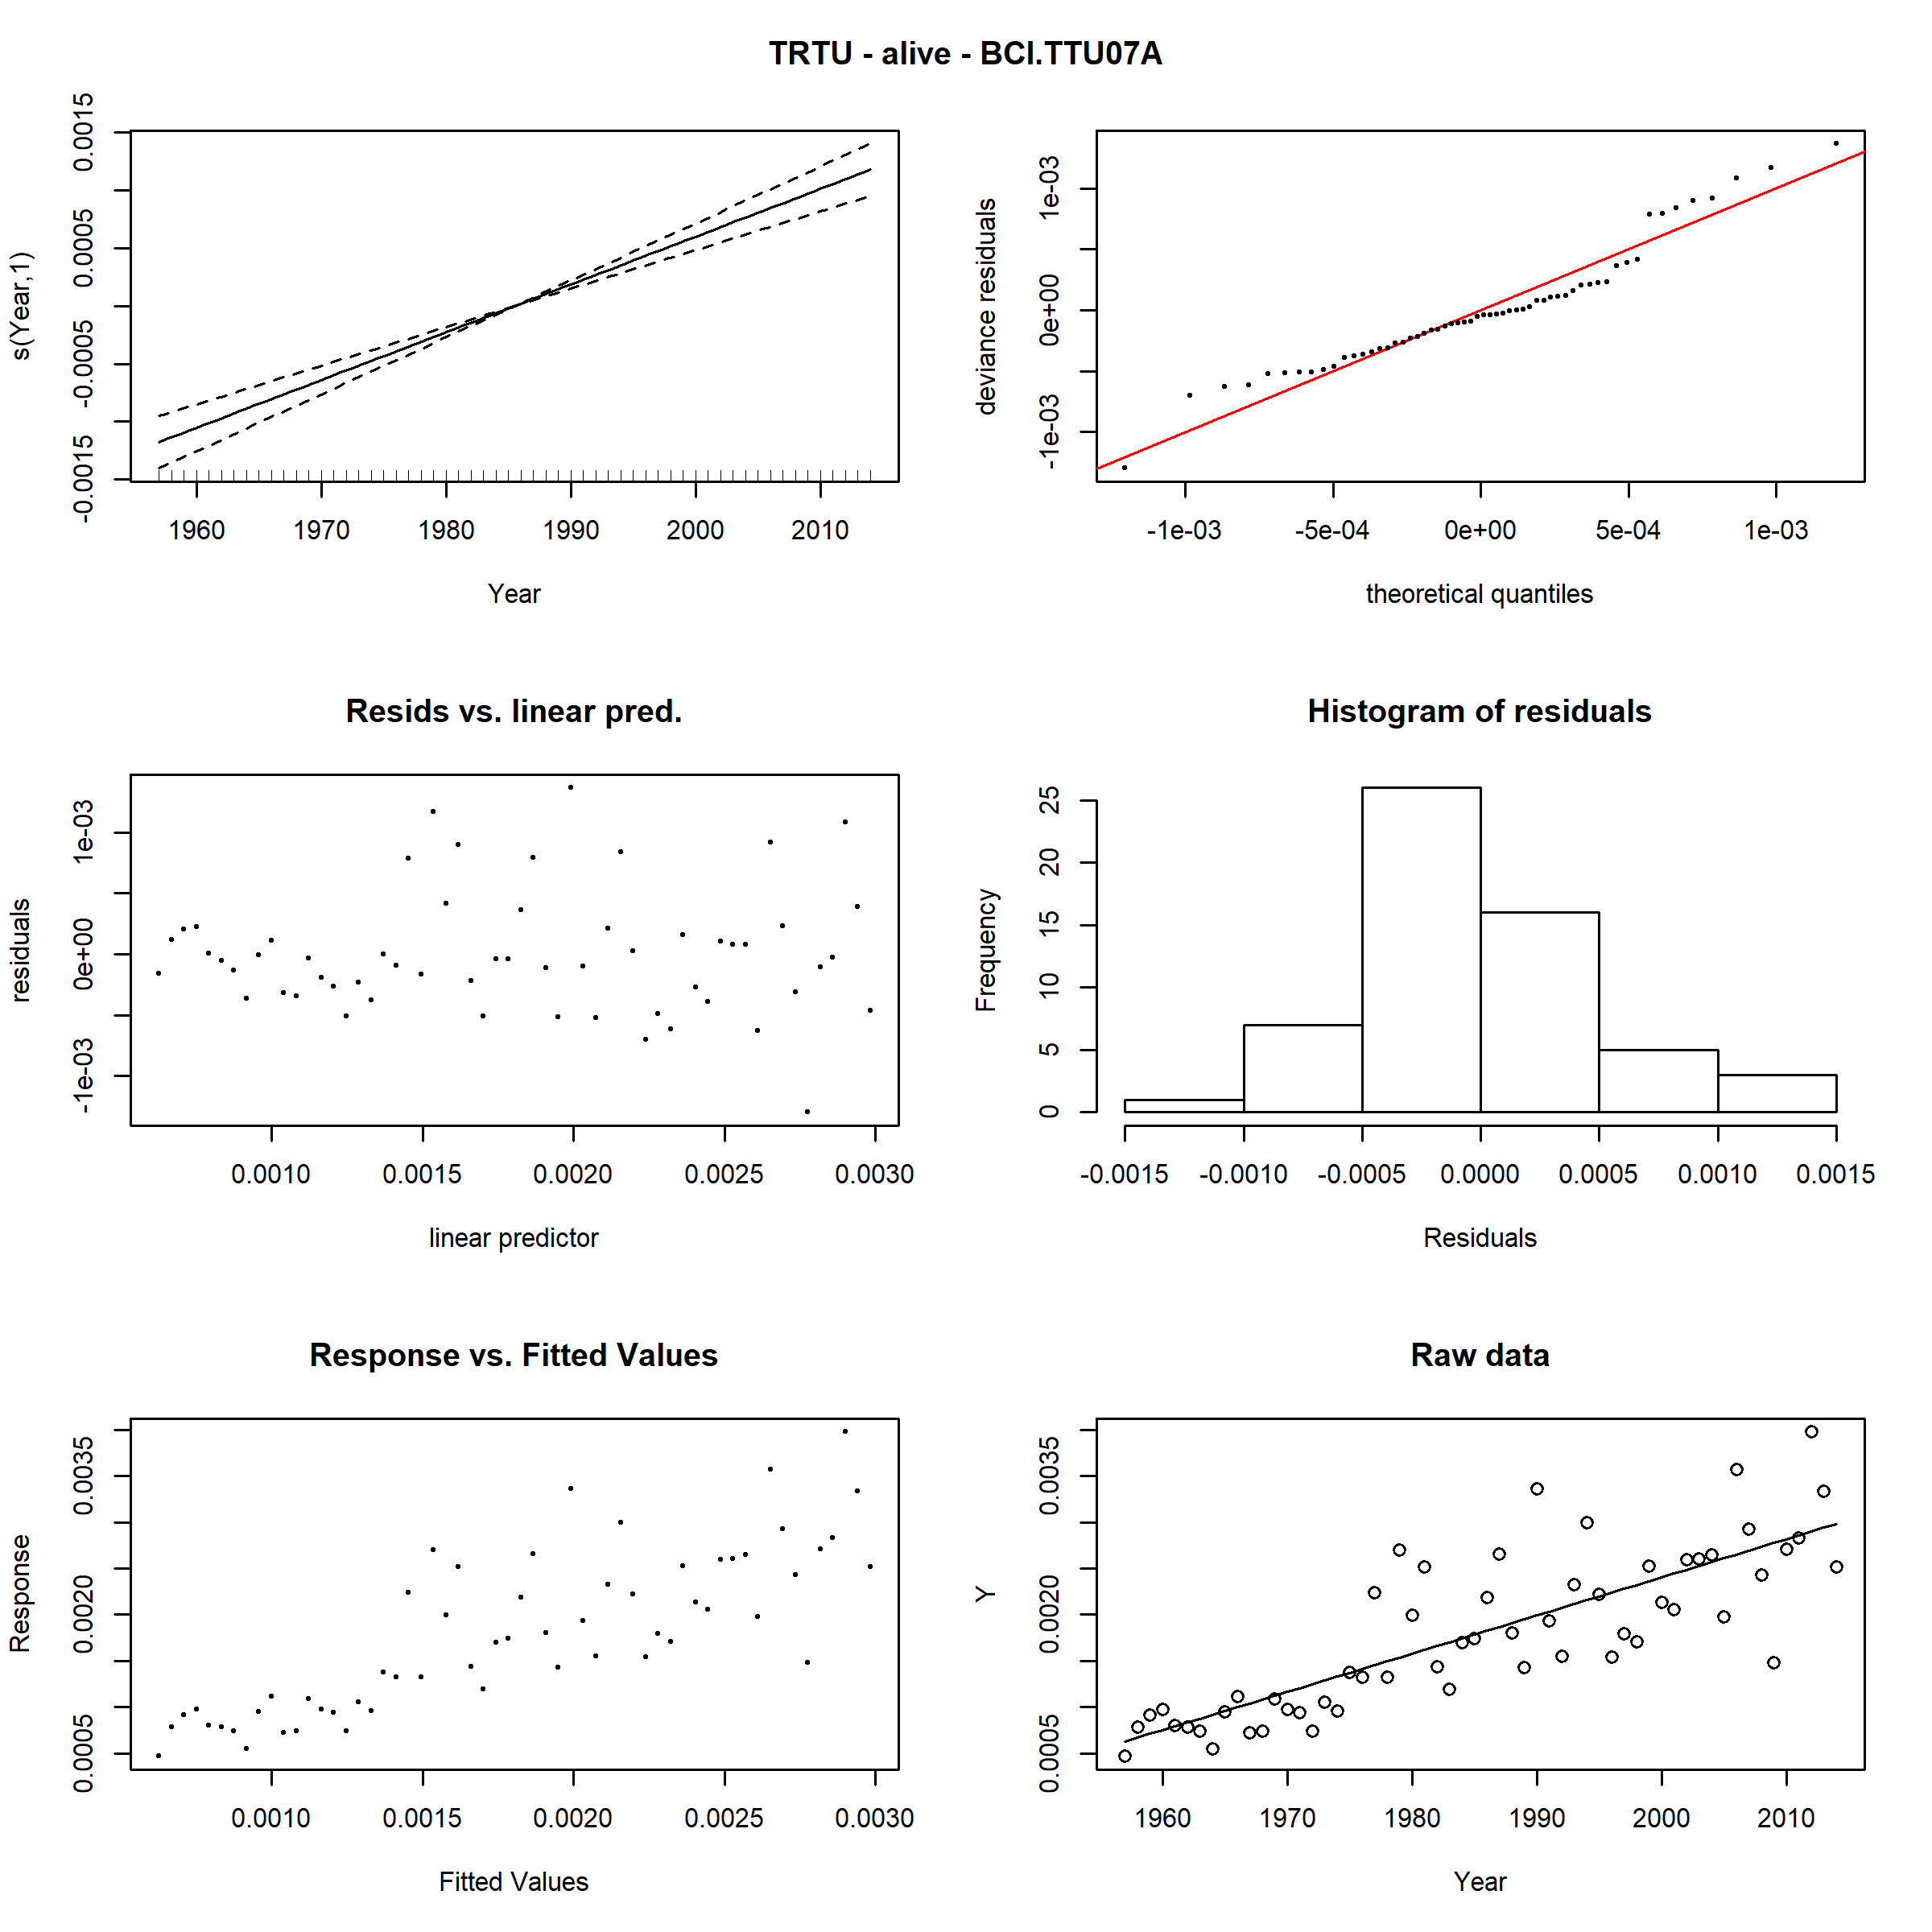 TRTU - alive - BCI.TTU07A
s(Year,1)
-0.0015 -0.0005 0.0005 0.0015
1960 1970 1980 1990 2000 2010
Year
deviance residuals
-1e-03 0e+00 1e-03
-1e-03 -5e-04 0e+00 5e-04 1e-03
theoretical quantiles
Resids vs. linear pred.
residuals
-1e-03 0e+00 1e-03
0.0010 0.0015 0.0020 0.0025 0.0030
linear predictor
Histogram of residuals
Frequency
0 5 10 15 20 25
-0.0015 -0.0010 -0.0005 0.0000 0.0005 0.0010 0.0015
Residuals
Response vs. Fitted Values
Response
0.0005 0.0020 0.0035
0.0010 0.0015 0.0020 0.0025 0.0030
Fitted Values
Raw data
Y
0.0005 0.0020 0.0035
1960 1970 1980 1990 2000 2010
Year